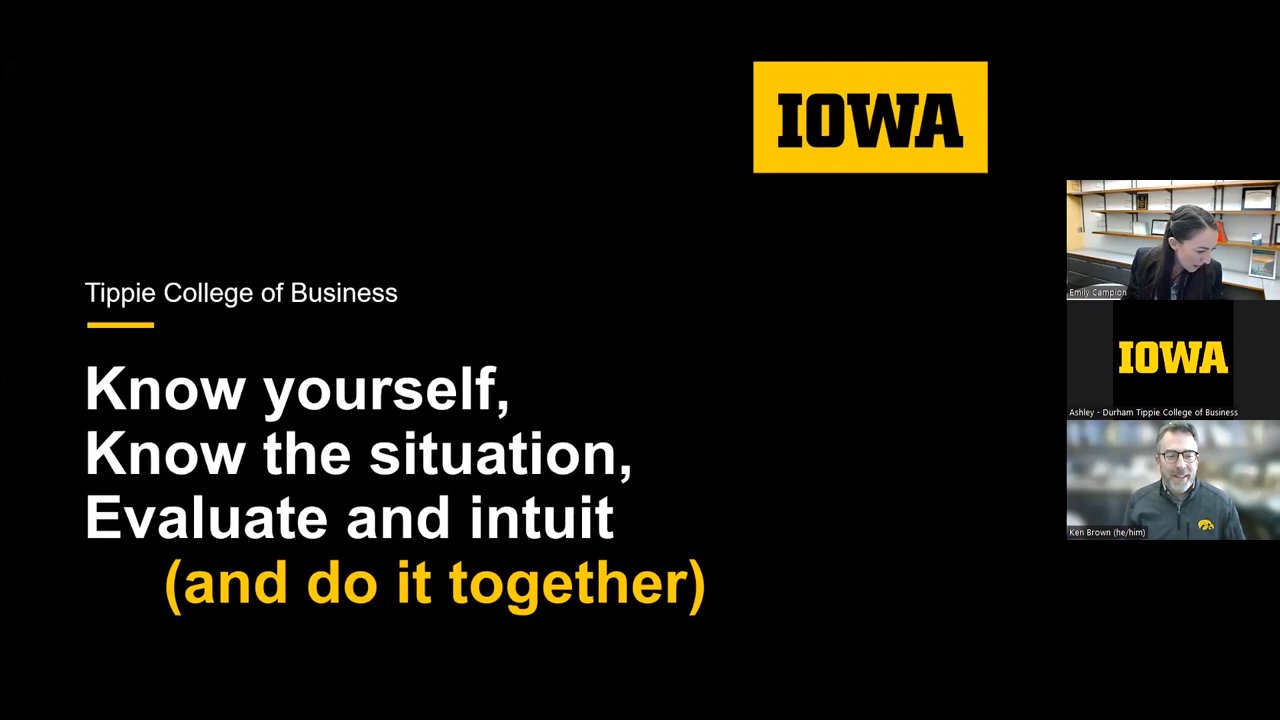 IOWA
Tippie College of Business
Know yourself,
Know the situation,
Evaluate and intuit
(and do it together)
Emily Campion
IOWA
Ashley - Durham Tippie College of Business
Ken Brown (he/him)